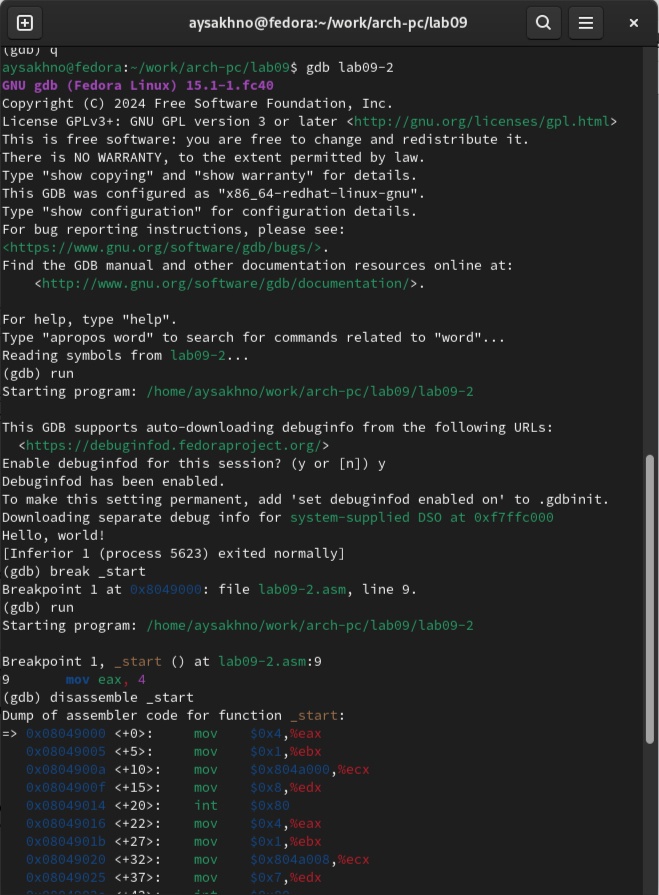 aysakhno@fedora:~/work/arch-pc/lab09
(gdb) q
aysakhno@fedora:~/work/arch-pc/lab09$ gdb lab09-2
GNU gdb (Fedora Linux) 15.1-1.fc40
Copyright (C) 2024 Free Software Foundation, Inc.
License GPLv3+: GNU GPL version 3 or later <http://gnu.org/licenses/gpl.html>
This is free software: you are free to change and redistribute it.
There is NO WARRANTY, to the extent permitted by law.
Type "show copying" and "show warranty" for details.
This GDB was configured as "x86_64-redhat-linux-gnu".
Type "show configuration" for configuration details.
For bug reporting instructions, please see:
<https://www.gnu.org/software/gdb/bugs/>.
Find the GDB manual and other documentation resources online at:
    <http://www.gnu.org/software/gdb/documentation/>.

For help, type "help".
Type "apropos word" to search for commands related to "word"...
Reading symbols from lab09-2...
(gdb) run
Starting program: /home/aysakhno/work/arch-pc/lab09/lab09-2

This GDB supports auto-downloading debuginfo from the following URLs:
  <https://debuginfod.fedoraproject.org/>
Enable debuginfod for this session? (y or [n]) y
Debuginfod has been enabled.
To make this setting permanent, add 'set debuginfod enabled on' to .gdbinit.
Downloading separate debug info for system-supplied DSO at 0xf7ffc000
Hello, world!
[Inferior 1 (process 5623) exited normally]
(gdb) break _start
Breakpoint 1 at 0x8049000: file lab09-2.asm, line 9.
(gdb) run
Starting program: /home/aysakhno/work/arch-pc/lab09/lab09-2

Breakpoint 1, _start () at lab09-2.asm:9
9       mov eax, 4
(gdb) disassemble _start
Dump of assembler code for function _start:
=> 0x08049000 <+0>:     mov    $0x4,%eax
   0x08049005 <+5>:     mov    $0x1,%ebx
   0x0804900a <+10>:    mov    $0x804a000,%ecx
   0x0804900f <+15>:    mov    $0x8,%edx
   0x08049014 <+20>:    int    $0x80
   0x08049016 <+22>:    mov    $0x4,%eax
   0x0804901b <+27>:    mov    $0x1,%ebx
   0x08049020 <+32>:    mov    $0x804a008,%ecx
   0x08049025 <+37>:    mov    $0x7,%edx